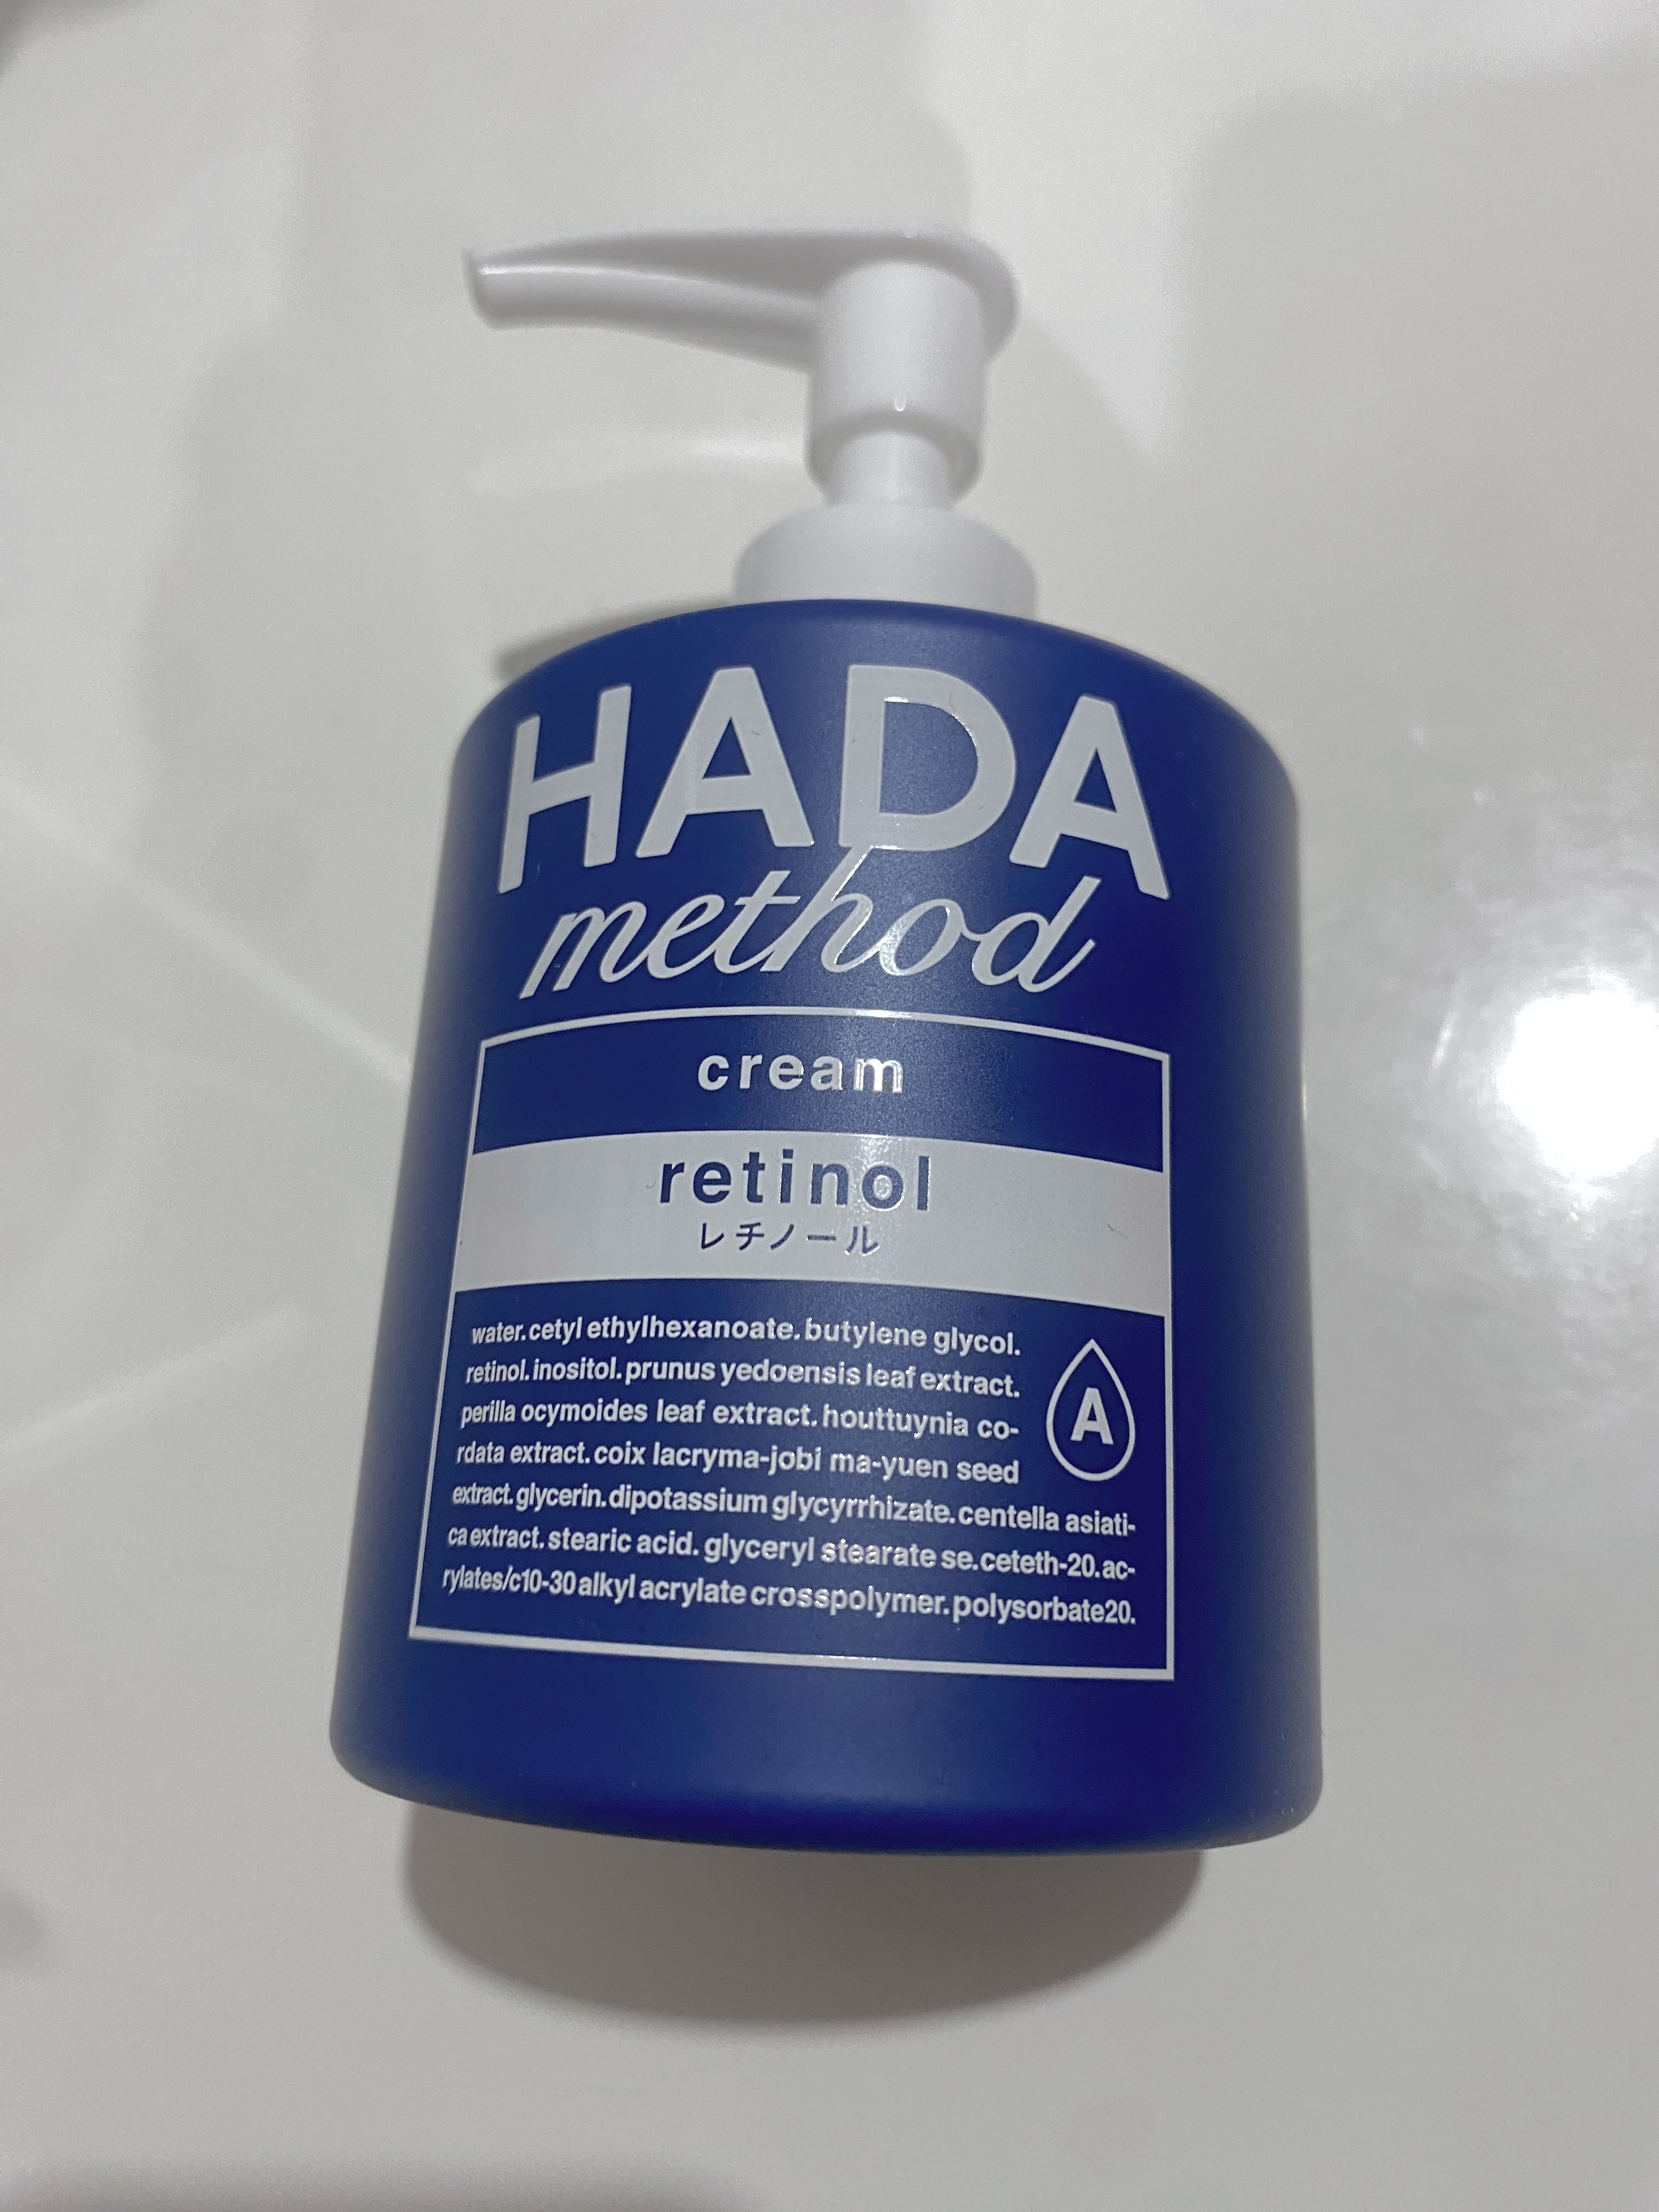 HADA
method
cream
retinol
レチノール
water.cetyl ethylhexanoate.butylene glycol.
retinol.inositol.prunus yedoensis leaf extract.
perilla ocymoides leaf extract.houttuynia co-
rdata extract.coix lacryma-jobi ma-yuen seed
A
extract.glycerin.dipotassium glycyrrhizate.centella asiati-
ca extract.stearic acid.glyceryl stearate se.ceteth-20.ac-
rylates/c10-30 alkyl acrylate crosspolymer.polysorbate20.